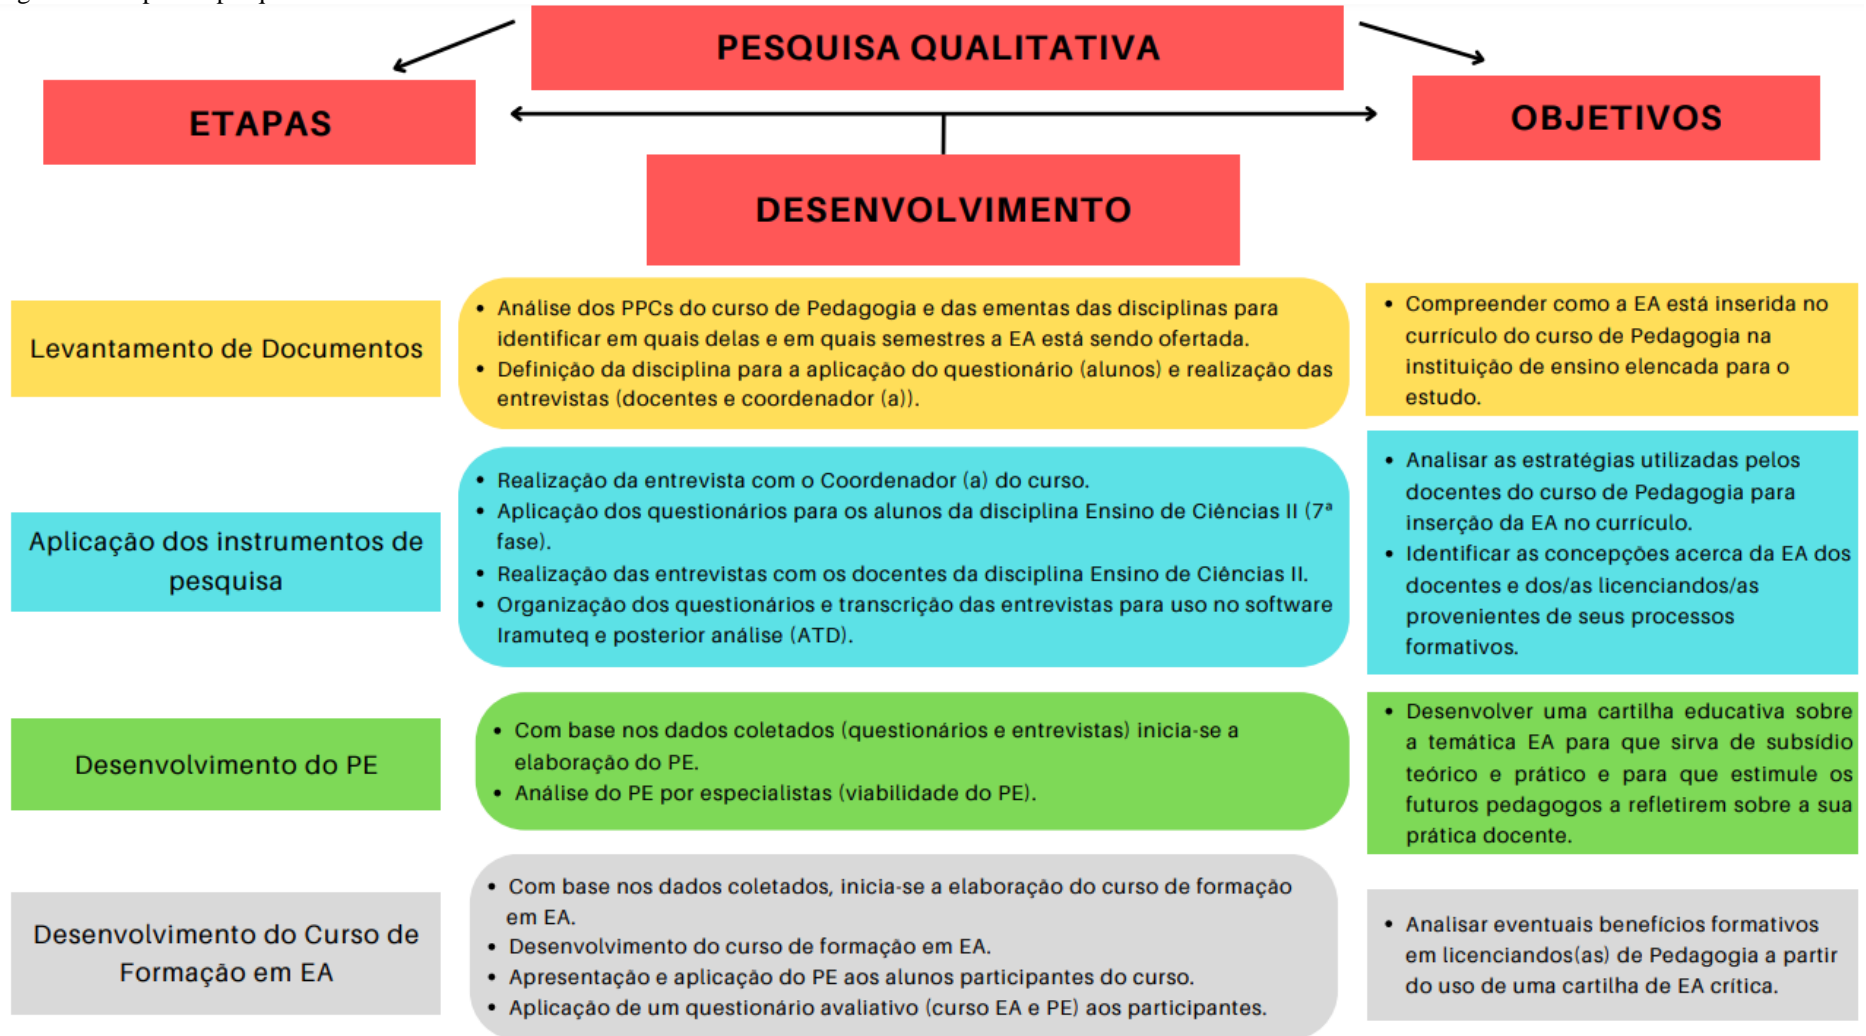 PESQUISA QUALITATIVA
ETAPAS
OBJETIVOS
DESENVOLVIMENTO
Levantamento de Documentos
• Análise dos PPCs do curso de Pedagogia e das ementas das disciplinas para
identificar em quais delas e em quais semestres a EA está sendo ofertada.
• Definição da disciplina para a aplicação do questionário (alunos) e realização das
entrevistas (docentes e coordenador (a)).
• Compreender como a EA está inserida no
currículo do curso de Pedagogia na
instituição de ensino elencada para o
estudo.
Aplicação dos instrumentos de
pesquisa
• Realização da entrevista com o Coordenador (a) do curso.
• Aplicação dos questionários para os alunos da disciplina Ensino de Ciências II (7ª
fase).
• Realização das entrevistas com os docentes da disciplina Ensino de Ciências II.
• Organização dos questionários e transcrição das entrevistas para uso no software
Iramuteq e posterior análise (ATD).
• Analisar as estratégias utilizadas pelos
docentes do curso de Pedagogia para
inserção da EA no currículo.
• Identificar as concepções acerca da EA dos
docentes e dos/as licenciandos/as
provenientes de seus processos
formativos.
Desenvolvimento do PE
• Com base nos dados coletados (questionários e entrevistas) inicia-se a
elaboração do PE.
• Análise do PE por especialistas (viabilidade do PE).
• Desenvolver uma cartilha educativa sobre
a temática EA para que sirva de subsídio
teórico e prático e para que estimule os
futuros pedagogos a refletirem sobre a sua
prática docente.
Desenvolvimento do Curso de
Formação em EA
• Com base nos dados coletados, inicia-se a elaboração do curso de formação
em EA.
• Desenvolvimento do curso de formação em EA.
• Apresentação e aplicação do PE aos alunos participantes do curso.
• Aplicação de um questionário avaliativo (curso EA e PE) aos participantes.
• Analisar eventuais benefícios formativos
em licenciandos(as) de Pedagogia a partir
do uso de uma cartilha de EA crítica.